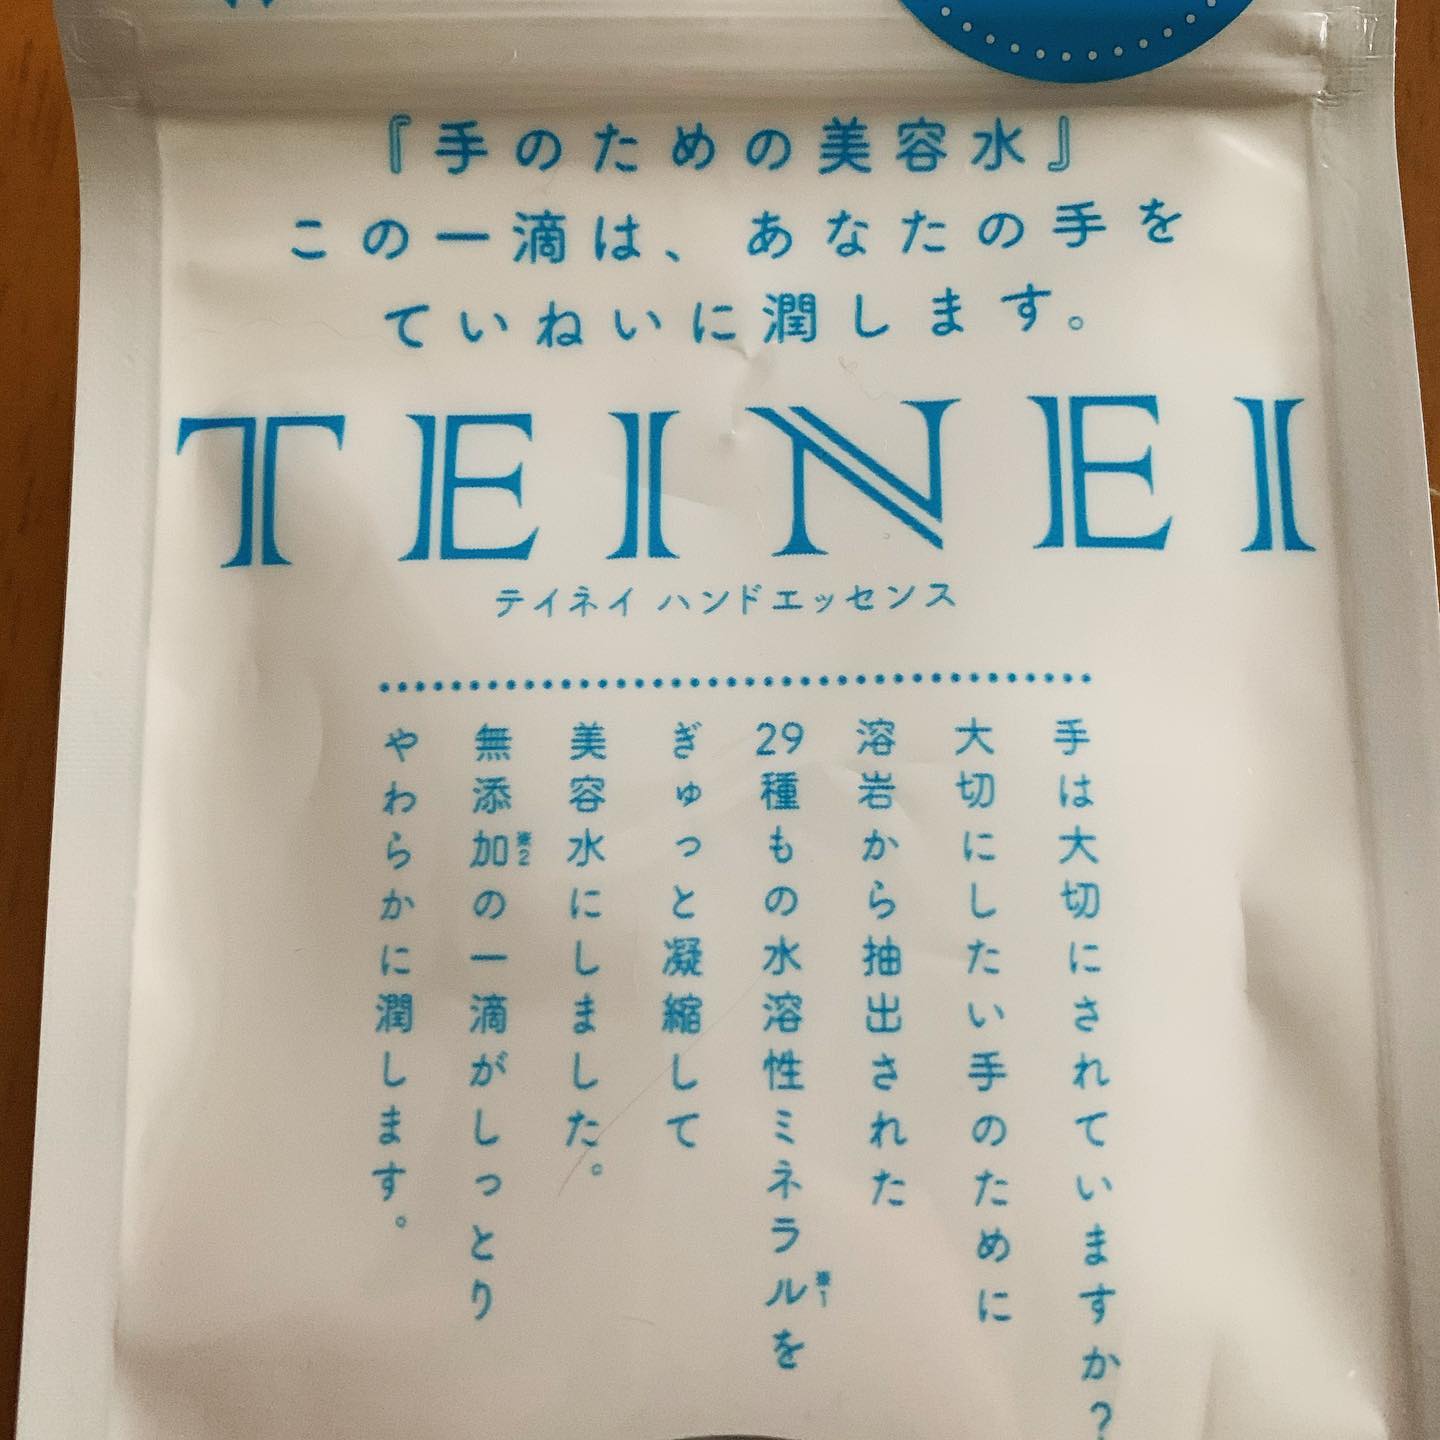 『手のための美容水』
この一滴は、あなたの手を
ていねいに潤します。
TEINEI
テイネイ ハンドエッセンス
手は大切にされていますか?
大切にしたい手のために
溶岩から抽出された
29種もの水溶性ミネラル※1を
ぎゅっと凝縮して
美容水にしました。
無添加※2の一滴がしっとり
やわらかに潤します。